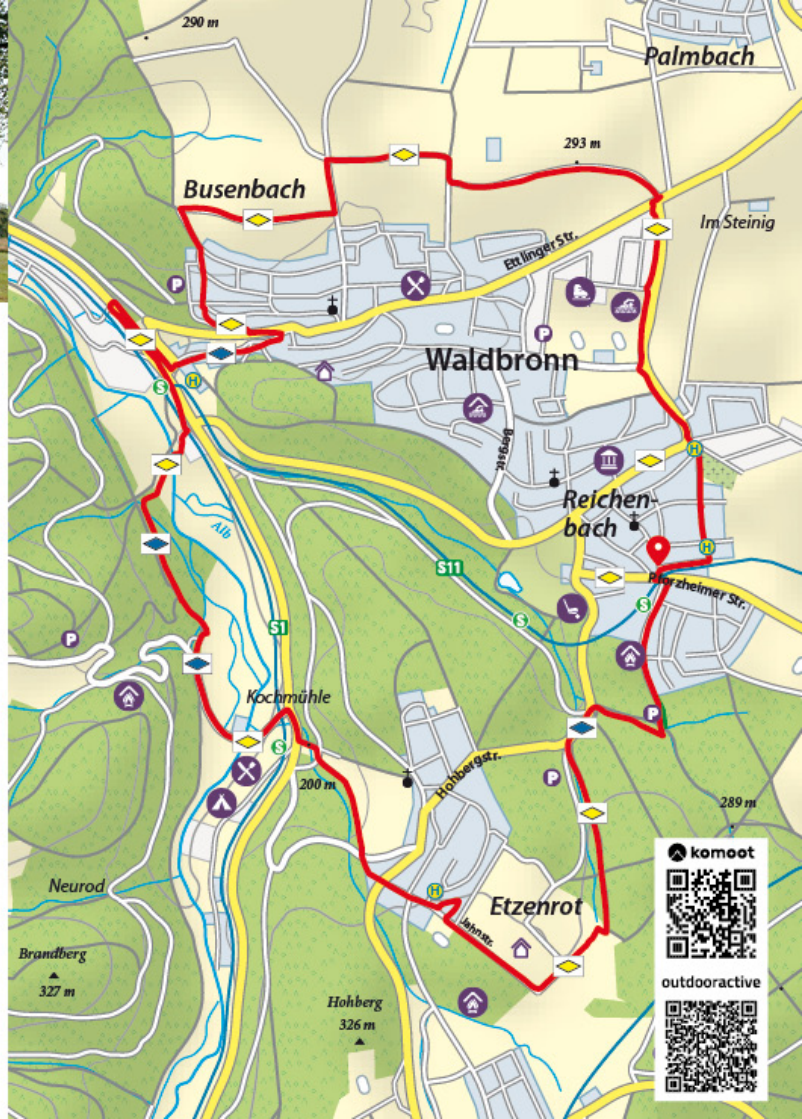 290 m
Palmbach
293 m
Busenbach
Im Steinig
Ettlinger Str.
P
P
Waldbronn
S
H
Bergstr.
H
Reichen-
bach
Alb
S11
H
Pforzheimer Str.
S
S
S1
P
Kochmühle
P
S
Hohbergstr.
200 m
P
289 m
komoot
Neurod
H
Etzenrot
Jahnstr.
Brandberg
327 m
outdooractive
Hohberg
326 m